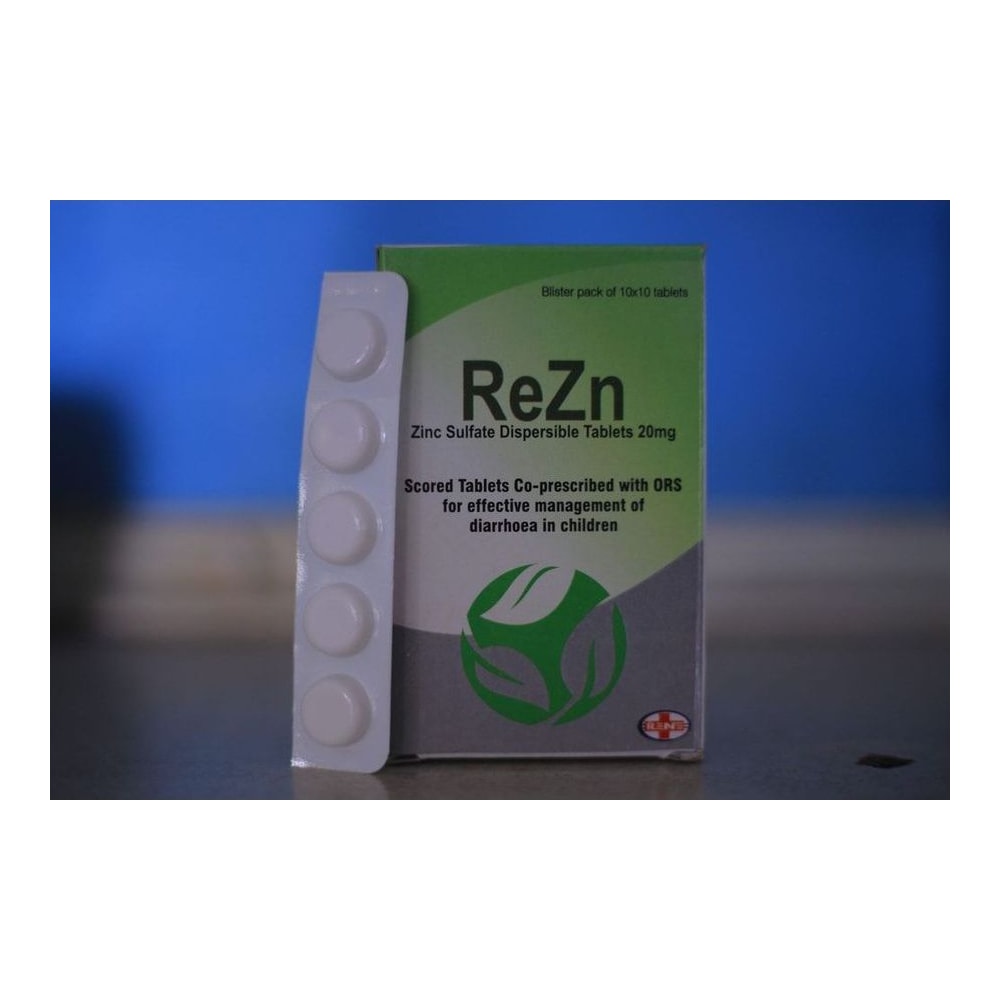 Blister pack of 10x10 tablets
ReZn
Zinc Sulfate Dispersible Tablets 20mg
Scored Tablets Co-prescribed with ORS
for effective management of
diarrhoea in children
RENE